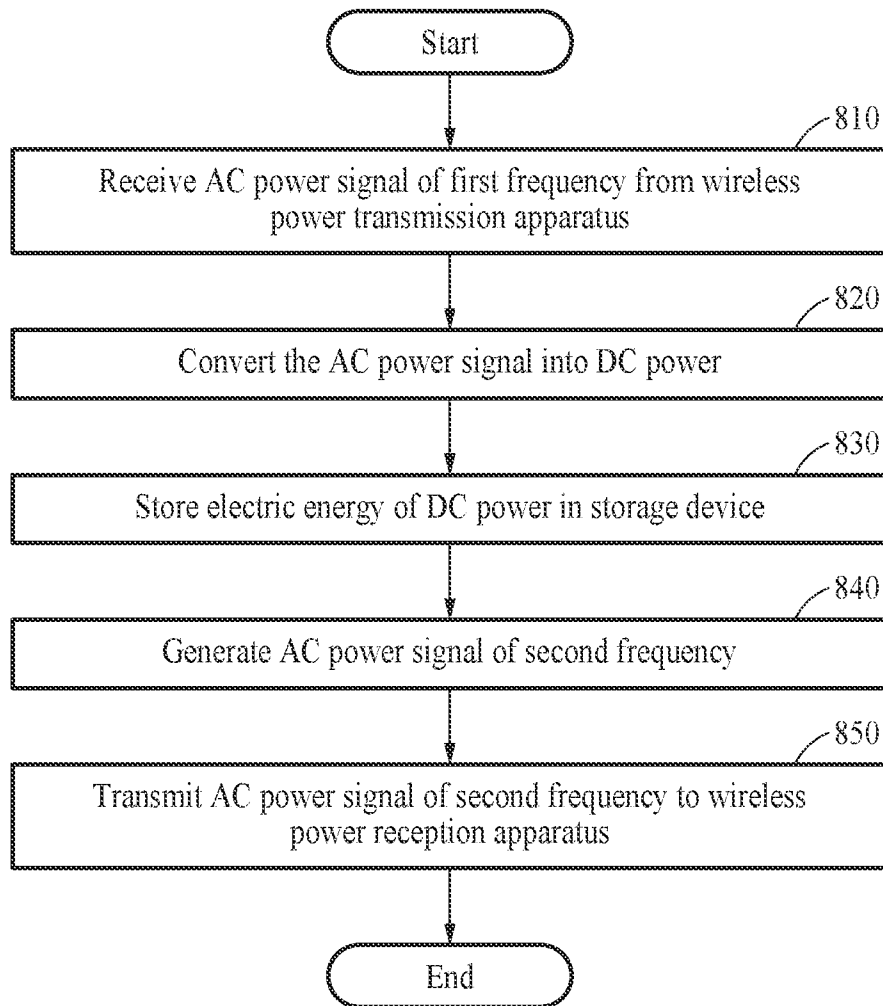 Start
810
Receive AC power signal of first frequency from wireless
power transmission apparatus
820
Convert the AC power signal into DC power
830
Store electric energy of DC power in storage device
840
Generate AC power signal of second frequency
850
Transmit AC power signal of second frequency to wireless
power reception apparatus
End